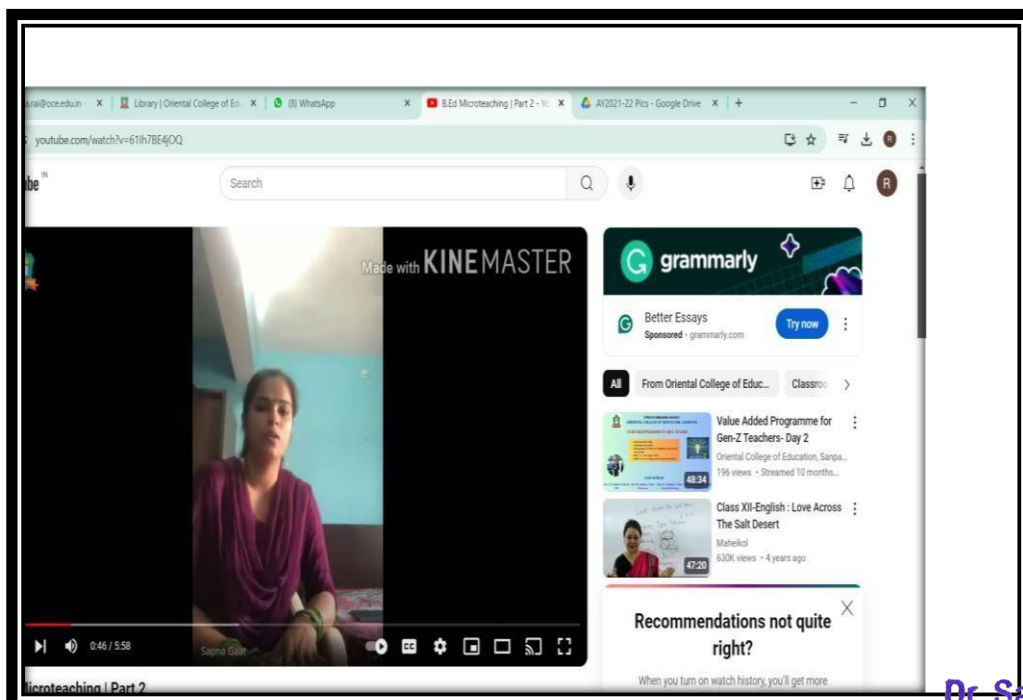 a.rai@oce.edu.in -
Library | Oriental College of Edu
(8) WhatsApp
B.Ed Microteaching | Part 2 - Yo
AY2021-22 Pics - Google Drive
youtube.com/watch?v=61lh7BE4jOQ
be IN
Search
R
Made with KINEMASTER
grammarly
Better Essays
Sponsored - grammarly.com
Try now
All
From Oriental College of Educ...
Classroo
Value Added Programme for
Gen-Z Teachers- Day 2
Oriental College of Education, Sanpa...
196 views • Streamed 10 months...
48:34
Class XII-English : Love Across
The Salt Desert
Maheikol
630K views • 4 years ago
47:20
Recommendations not quite
right?
When you turn on watch history, you'll get more
0:46 / 5:58
Sapna Gaat
CC
Microteaching | Part 2
Dr. Sa